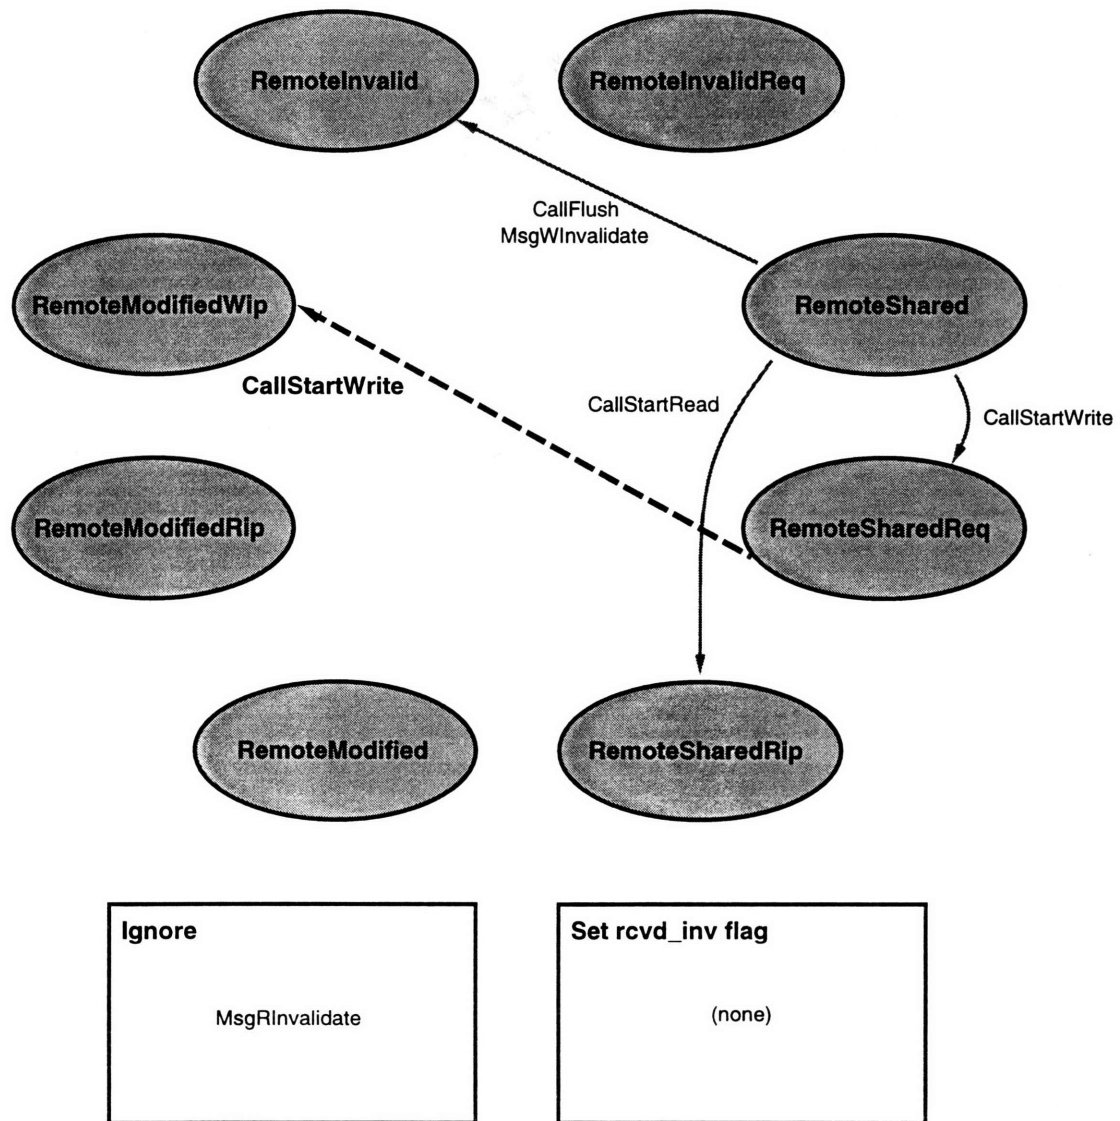 RemoteInvalid
RemoteInvalidReq
CallFlush
MsgWInvalidate
RemoteModifiedWip
RemoteShared
CallStartWrite
CallStartRead
CallStartWrite
RemoteModifiedRip
RemoteSharedReq
RemoteModified
RemoteSharedRip
Ignore
MsgRInvalidate
Set rcvd_inv flag
(none)